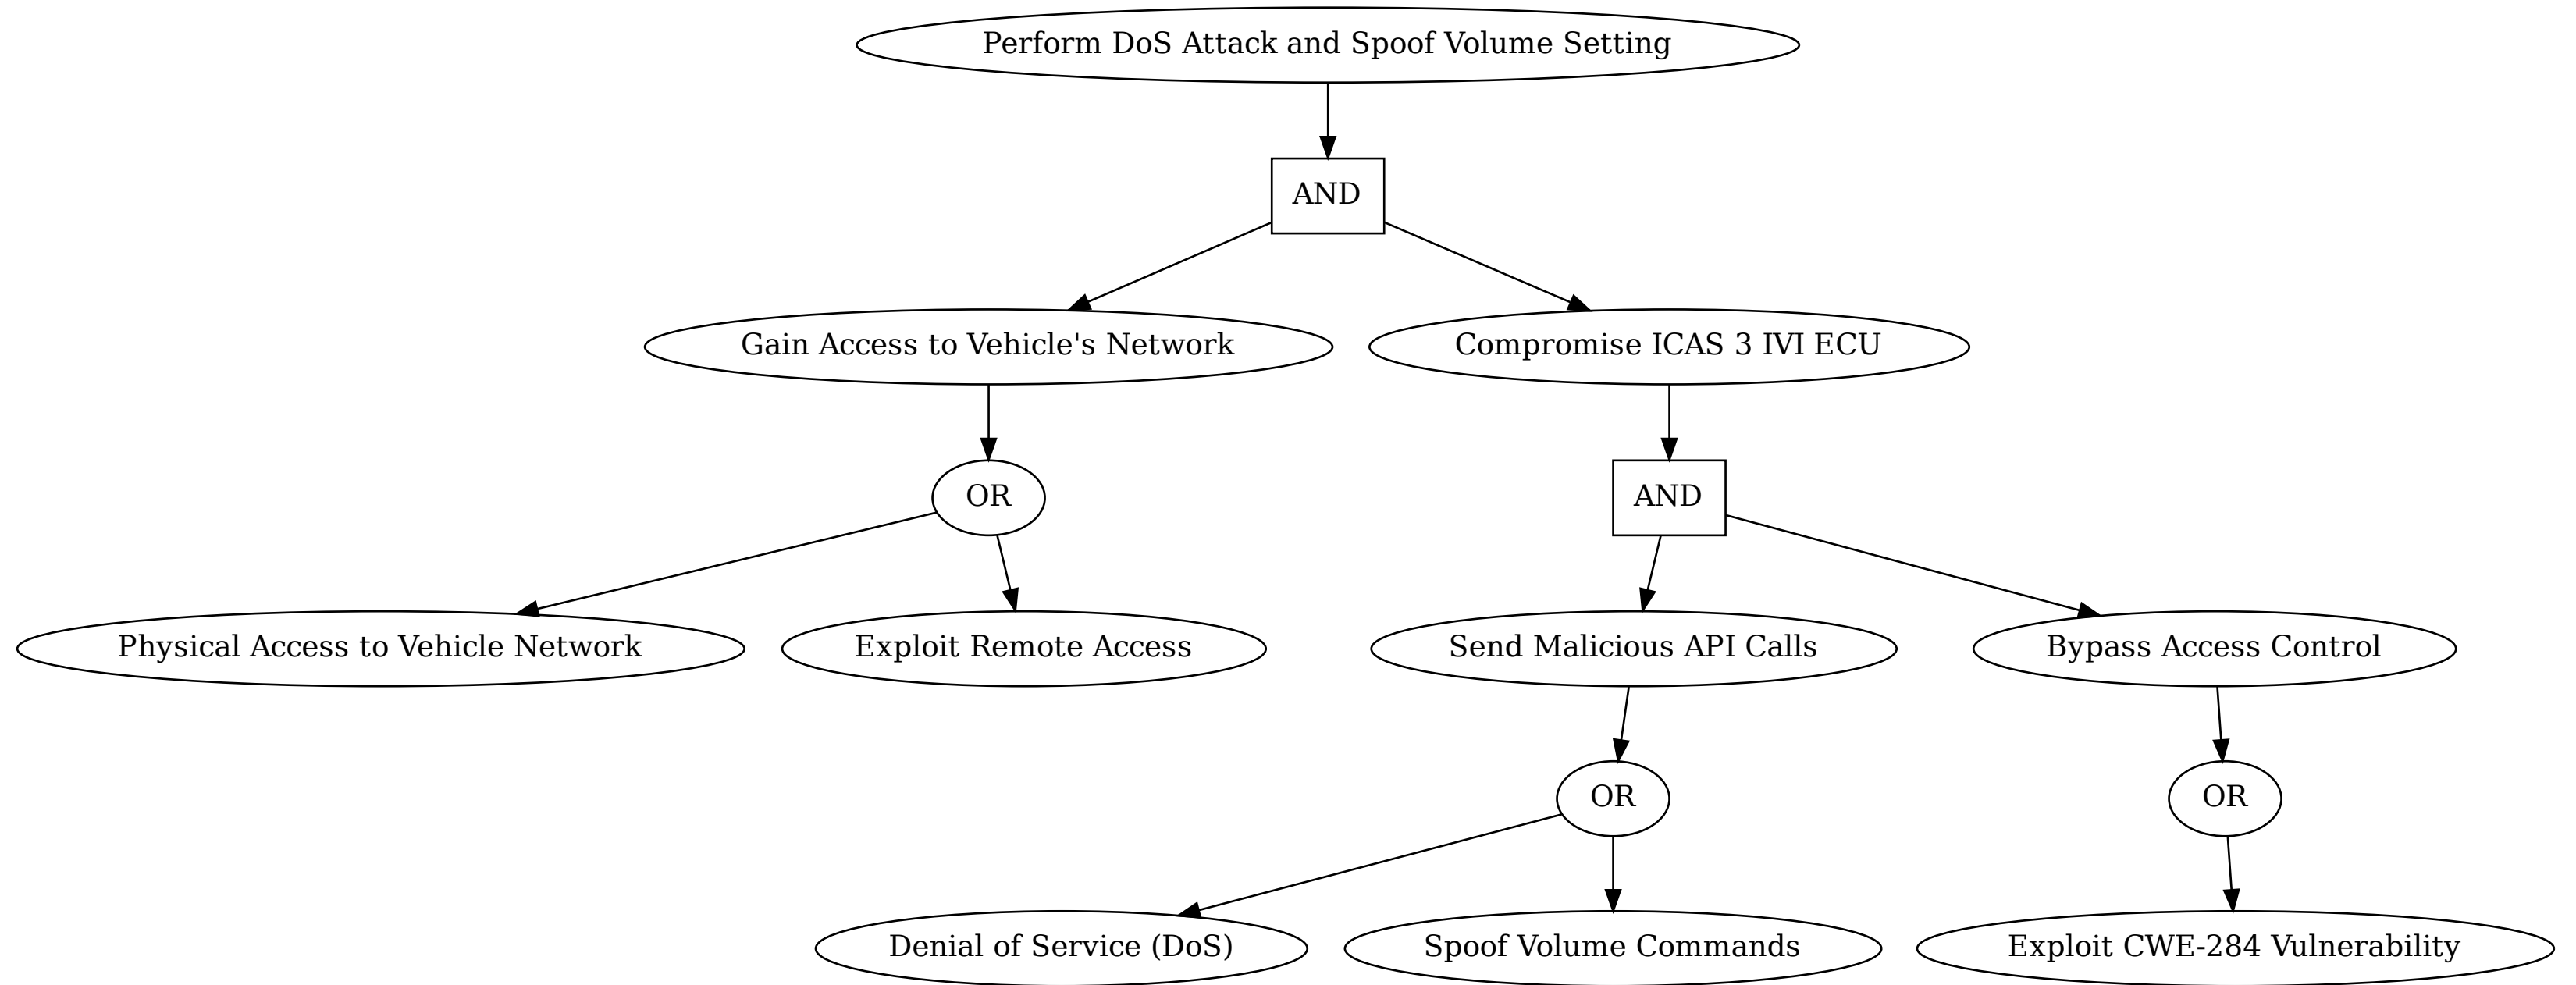 Perform DoS Attack and Spoof Volume Setting
AND
Gain Access to Vehicle's Network
Compromise ICAS 3 IVI ECU
OR
AND
Physical Access to Vehicle Network
Exploit Remote Access
Send Malicious API Calls
Bypass Access Control
OR
OR
Denial of Service (DoS)
Spoof Volume Commands
Exploit CWE-284 Vulnerability